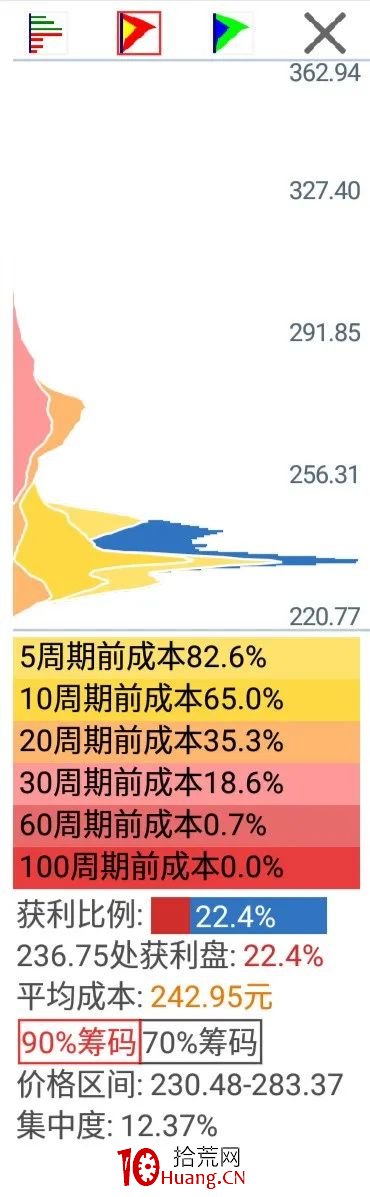 362.94
327.40
291.85
256.31
220.77
5周期前成本82.6%
10周期前成本65.0%
20周期前成本35.3%
30周期前成本18.6%
60周期前成本0.7%
100周期前成本0.0%
获利比例: 22.4%
236.75处获利盘: 22.4%
平均成本: 242.95元
90%筹码 70%筹码
价格区间: 230.48-283.37
集中度: 12.37%
10 拾荒网
Huang.CN